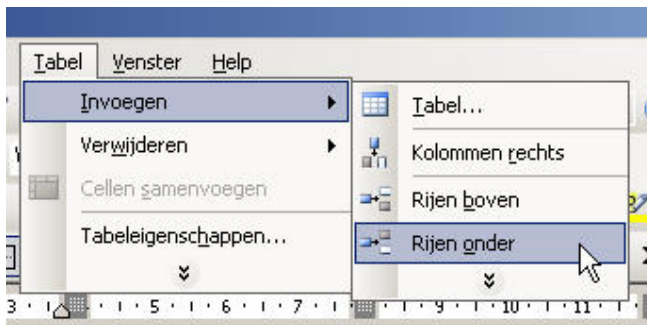 Tabel Venster Help
Invoegen
Verwijderen
Cellen samenvoegen
Tabeleigenschappen...
Tabel...
Kolommen rechts
Rijen boven
Rijen onder
3 5 6 7 9 10 11